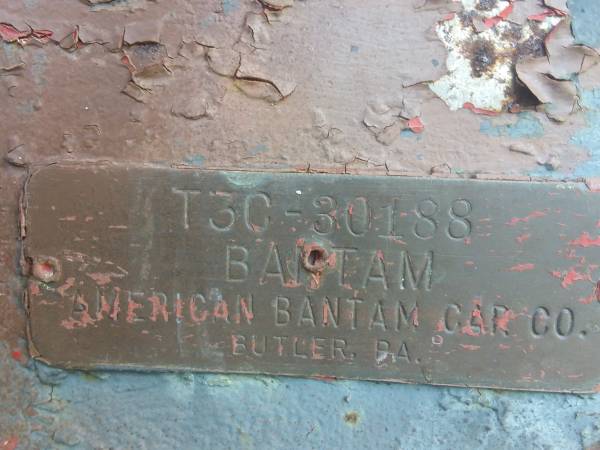 T3C-30188
BANTAM
AMERICAN BANTAM CAR CO.
BUTLER, PA.